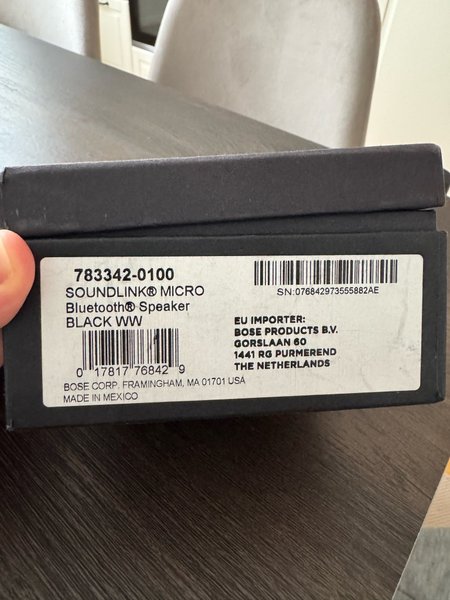 783342-0100
SOUNDLINK® MICRO
Bluetooth® Speaker
BLACK WW
0 17817 76842 9
BOSE CORP. FRAMINGHAM, MA 01701 USA
MADE IN MEXICO
SN:076842973555882AE
EU IMPORTER:
BOSE PRODUCTS B.V.
GORSLAAN 60
1441 RG PURMEREND
THE NETHERLANDS